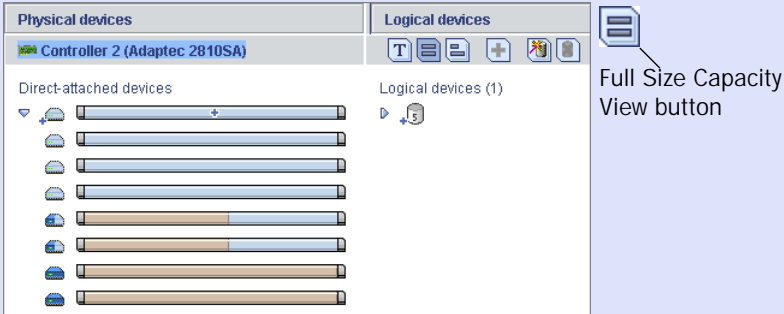 Physical devices
Logical devices
Controller 2 (Adaptec 2810SA)
T
Direct-attached devices
Logical devices (1)
5
Full Size Capacity
View button